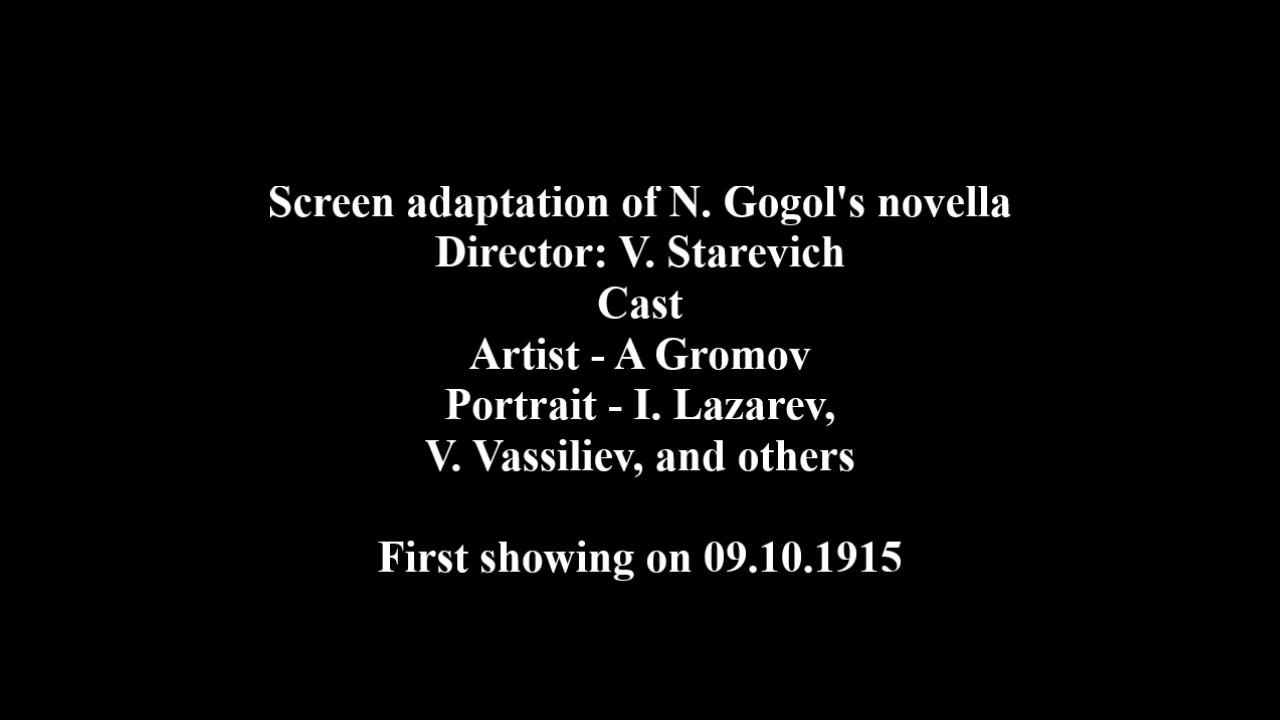 Screen adaptation of N. Gogol's novella
Director: V. Starevich
Cast
Artist - A Gromov
Portrait - I. Lazarev,
V. Vassiliev, and others
First showing on 09.10.1915